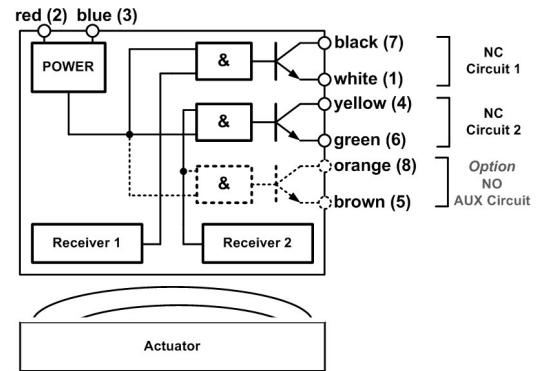 red (2) blue (3)
POWER
&
black (7)
white (1)
NC
Circuit 1
&
yellow (4)
green (6)
NC
Circuit 2
&
orange (8)
brown (5)
Option
NO
AUX Circuit
Receiver 1
Receiver 2
Actuator